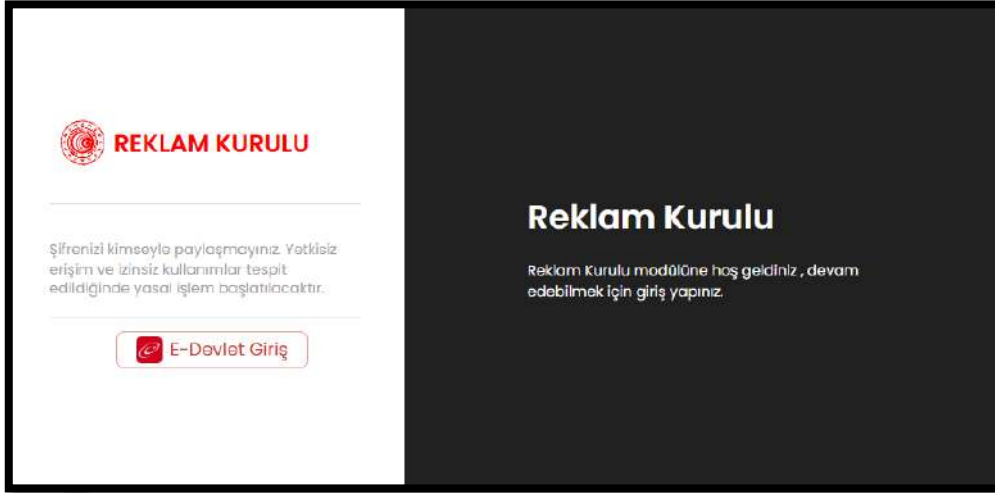 REKLAM KURULU
Şifrenizi kimseyle paylaşmayınız. Yetkisiz
erişim ve izinsiz kullanımlar tespit
edildiğinde yasal işlem başlatılacaktır.
E-Devlet Giriş
Reklam Kurulu
Reklam Kurulu modülüne hoş geldiniz , devam
edebilmek için giriş yapınız.